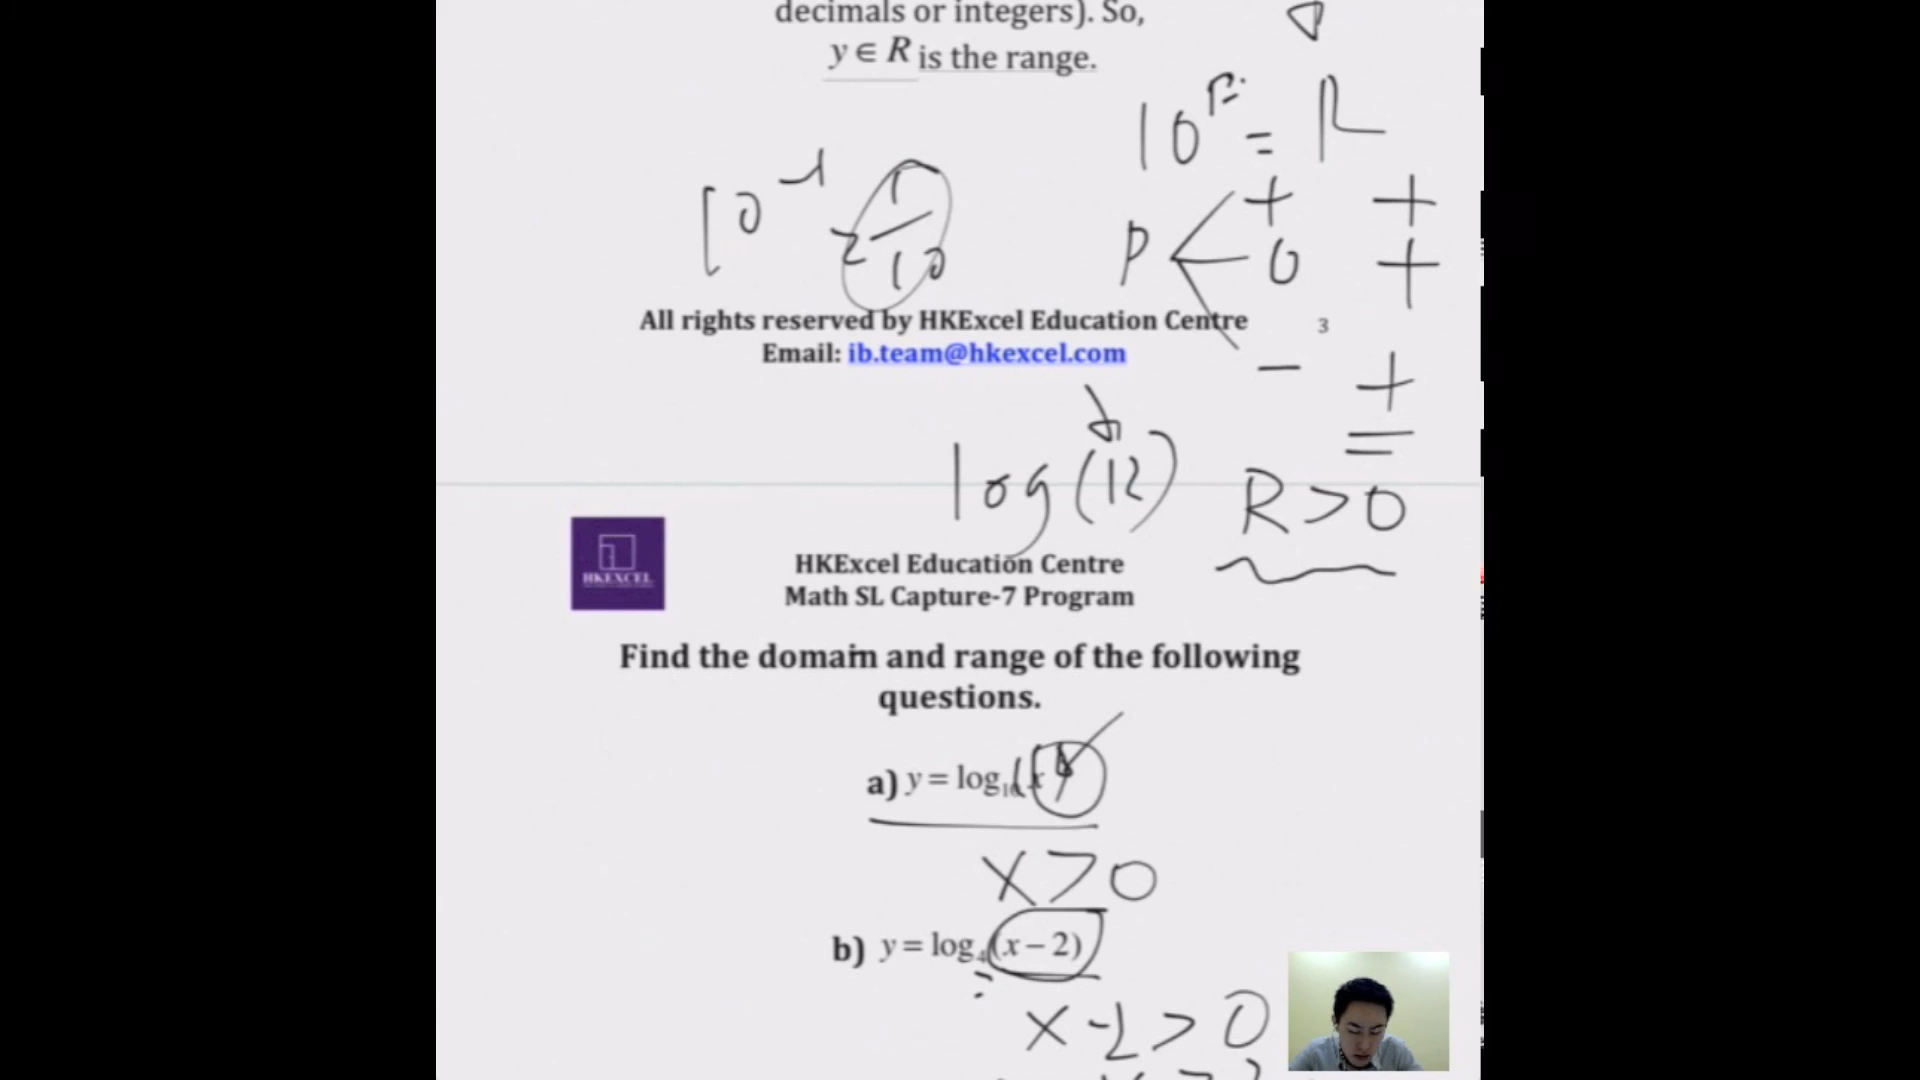 decimals or integers). So,
y ∈ R is the range.
10^P = R
10^-1 = 1/10
P + +
0 +
- +
All rights reserved by HKExcel Education Centre 3
Email: ib.team@hkexcel.com
log(R) R>0
HKEXCEL
HKExcel Education Centre
Math SL Capture-7 Program
Find the domain and range of the following
questions.
a) y = log₁₀(x)
x>0
b) y = log₄(x − 2)
x-2>0